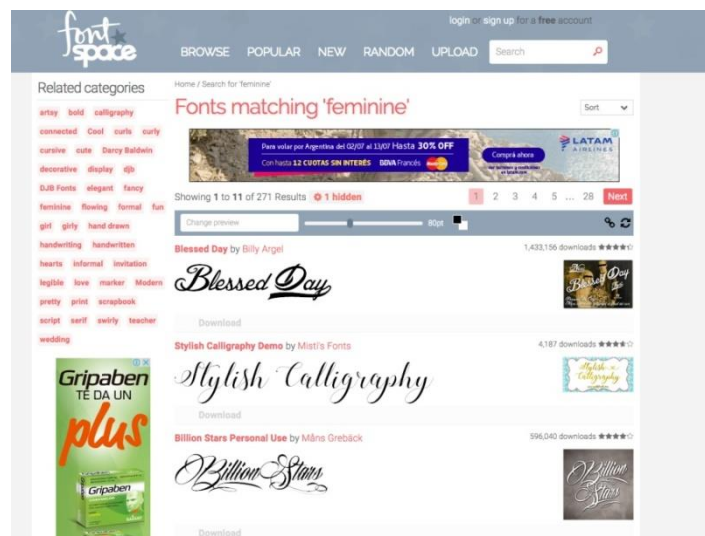 font space
login or sign up for a free account
BROWSE POPULAR NEW RANDOM UPLOAD Search
Related categories
artsy bold calligraphy
connected Cool curls curly
cursive cute Darcy Baldwin
decorative display djb
DJB Fonts elegant fancy
feminine flowing formal fun
girl girly hand drawn
handwriting handwritten
hearts informal invitation
legible love marker Modern
pretty print scrapbook
script serif swirly teacher
wedding
Gripaben
TE DA UN
plus
Gripaben
Home / Search for 'feminine'
Fonts matching 'feminine'
Sort
Para volar por Argentina del 02/07 al 13/07 Hasta 30% OFF
Con hasta 12 CUOTAS SIN INTERÉS BBVA Francés
Comprá ahora
LATAM
AIRLINES
Showing 1 to 11 of 271 Results 1 hidden
1 2 3 4 5 ... 28 Next
Change preview 80pt
Blessed Day by Billy Argel
1,433,156 downloads
Blessed Day
Blessed Day
Download
Stylish Calligraphy Demo by Misti's Fonts
4,187 downloads
Stylish Calligraphy
Stylish
Calligraphy
Download
Billion Stars Personal Use by Måns Grebäck
596,040 downloads
Billion Stars
Billion
Stars
Download